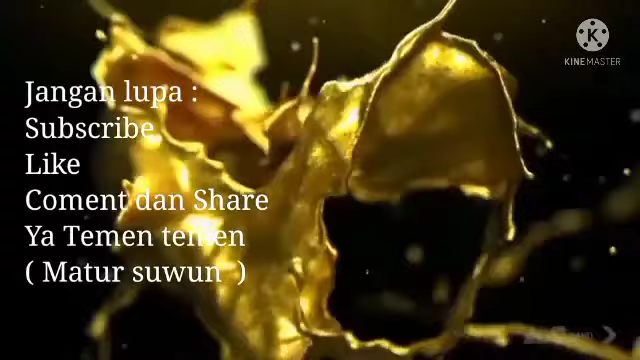 Jangan lupa :
Subscribe
Like
Coment dan Share
Ya Temen temen
( Matur suwun )
KINEMASTER